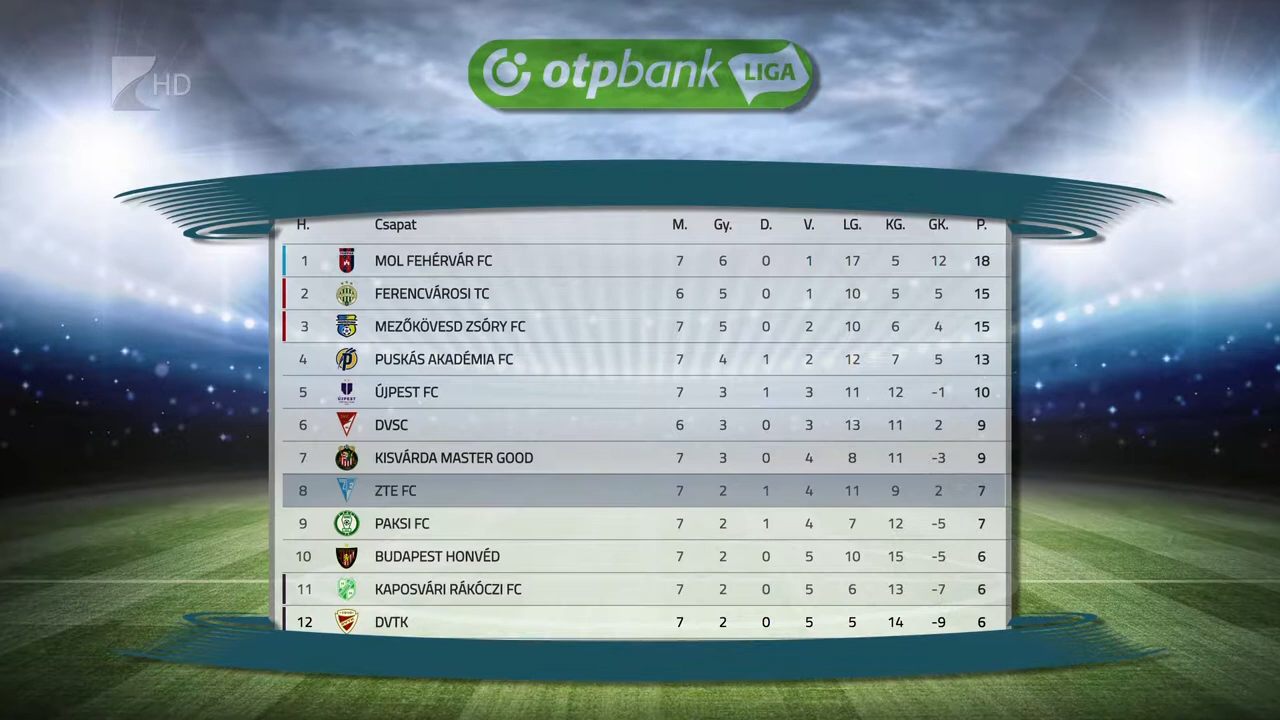 HD
otpbank LIGA
H. Csapat M. Gy. D. V. LG. KG. GK. P.
1 MOL FEHÉRVÁR FC 7 6 0 1 17 5 12 18
2 FERENCVÁROSI TC 6 5 0 1 10 5 5 15
3 MEZŐKÖVESD ZSÓRY FC 7 5 0 2 10 6 4 15
4 PUSKÁS AKADÉMIA FC 7 4 1 2 12 7 5 13
5 ÚJPEST FC 7 3 1 3 11 12 -1 10
6 DVSC 6 3 0 3 13 11 2 9
7 KISVÁRDA MASTER GOOD 7 3 0 4 8 11 -3 9
8 ZTE FC 7 2 1 4 11 9 2 7
9 PAKSI FC 7 2 1 4 7 12 -5 7
10 BUDAPEST HONVÉD 7 2 0 5 10 15 -5 6
11 KAPOSVÁRI RÁKÓCZI FC 7 2 0 5 6 13 -7 6
12 DVTK 7 2 0 5 5 14 -9 6